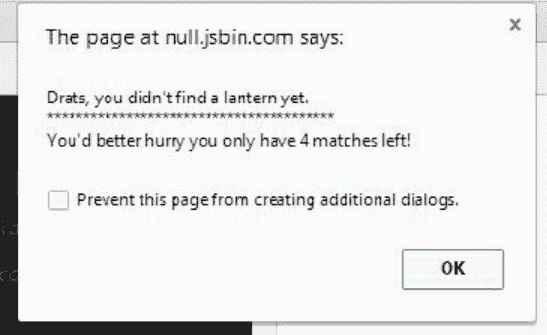 The page at null.jsbin.com says:
Drats, you didn't find a lantern yet.
****************************************
You'd better hurry you only have 4 matches left!
Prevent this page from creating additional dialogs.
OK